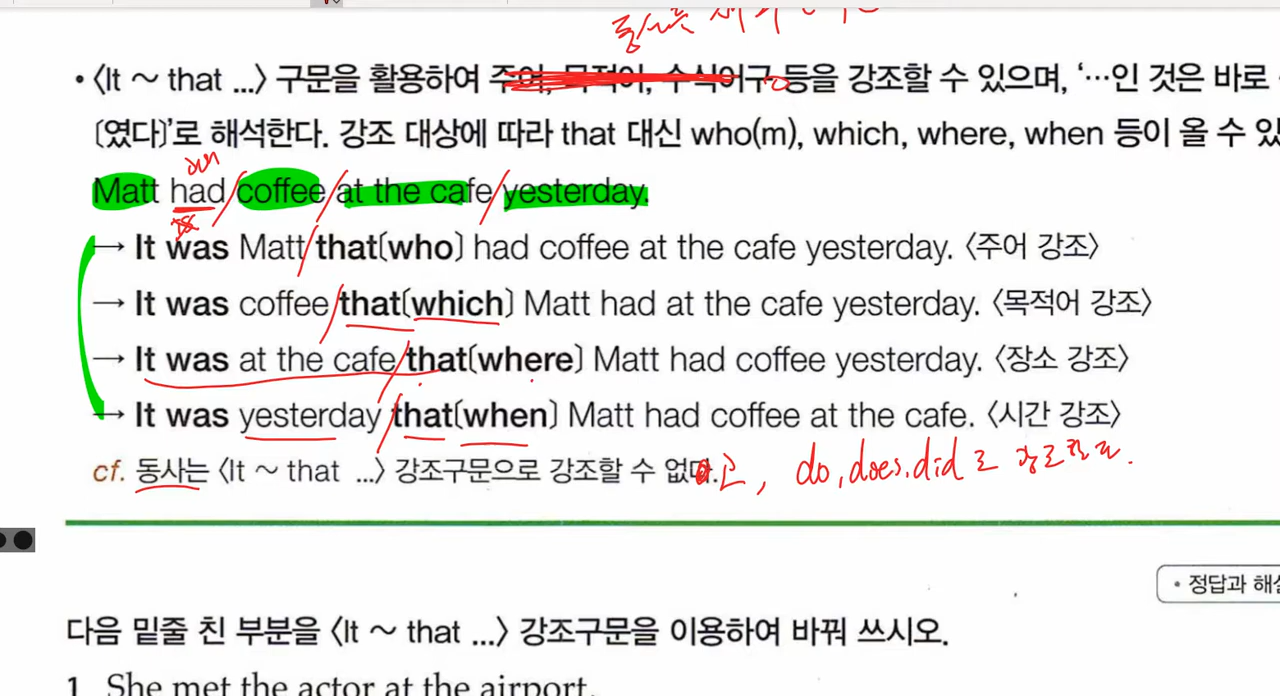 동사를 제외
• 〈It ~ that ...〉 구문을 활용하여 주어, 목적어, 수식어구 등을 강조할 수 있으며, ‘…인 것은 바로
〔였다〕’로 해석한다. 강조 대상에 따라 that 대신 who(m), which, where, when 등이 올 수 있
Matt had coffee at the cafe yesterday.
→ It was Matt that〔who〕 had coffee at the cafe yesterday. 〈주어 강조〉
→ It was coffee that〔which〕 Matt had at the cafe yesterday. 〈목적어 강조〉
→ It was at the cafe that〔where〕 Matt had coffee yesterday. 〈장소 강조〉
→ It was yesterday that〔when〕 Matt had coffee at the cafe. 〈시간 강조〉
cf. 동사는 〈It ~ that ...〉 강조구문으로 강조할 수 없다. 고, do, does, did로
• 정답과 해설
다음 밑줄 친 부분을 〈It ~ that ...〉 강조구문을 이용하여 바꿔 쓰시오.
1 She met the actor at the airport.